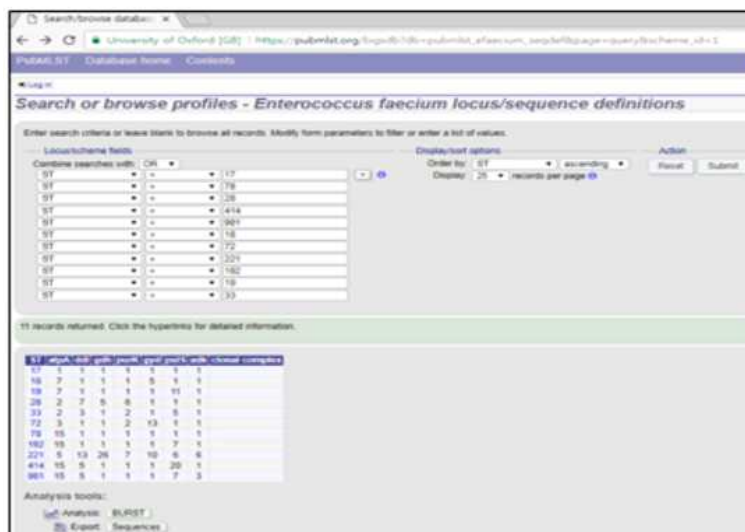 Search/browse databas ×
University of Oxford [GB] https://pubmlst.org/bigsdb?db=pubmlst_efaecium_seqdef&page=query&scheme_id=1
PubMLST Database home Contents
Log in
Search or browse profiles - Enterococcus faecium locus/sequence definitions
Enter search criteria or leave blank to browse all records. Modify form parameters to filter or enter a list of values.
Locus/scheme fields Display/sort options Action
Combine searches with: OR Order by: ST ascending Reset Submit
ST = 17 + Display: 25 records per page
ST = 78
ST = 28
ST = 414
ST =
ST = 18
ST = 72
ST = 221
ST = 182
ST = 19
ST = 33
11 records returned. Click the hyperlinks for detailed information.
ST atpA ddl gdh purK gyd pstS adk clonal complex
17 1 1 1 1 1 1 1
18 7 1 1 1 5 1 1
19 7 1 1 1 1 11 1
28 2 7 5 8 1 1 1
33 2 3 1 2 1 5 1
72 3 1 1 2 13 1 1
78 15 1 1 1 1 1 1
182 15 1 1 1 1 7 1
221 5 13 26 7 10 6 6
414 15 5 1 1 1 20 1
15 5 1 1 1 7 3
Analysis tools:
Analysis: BURST
Export: Sequences